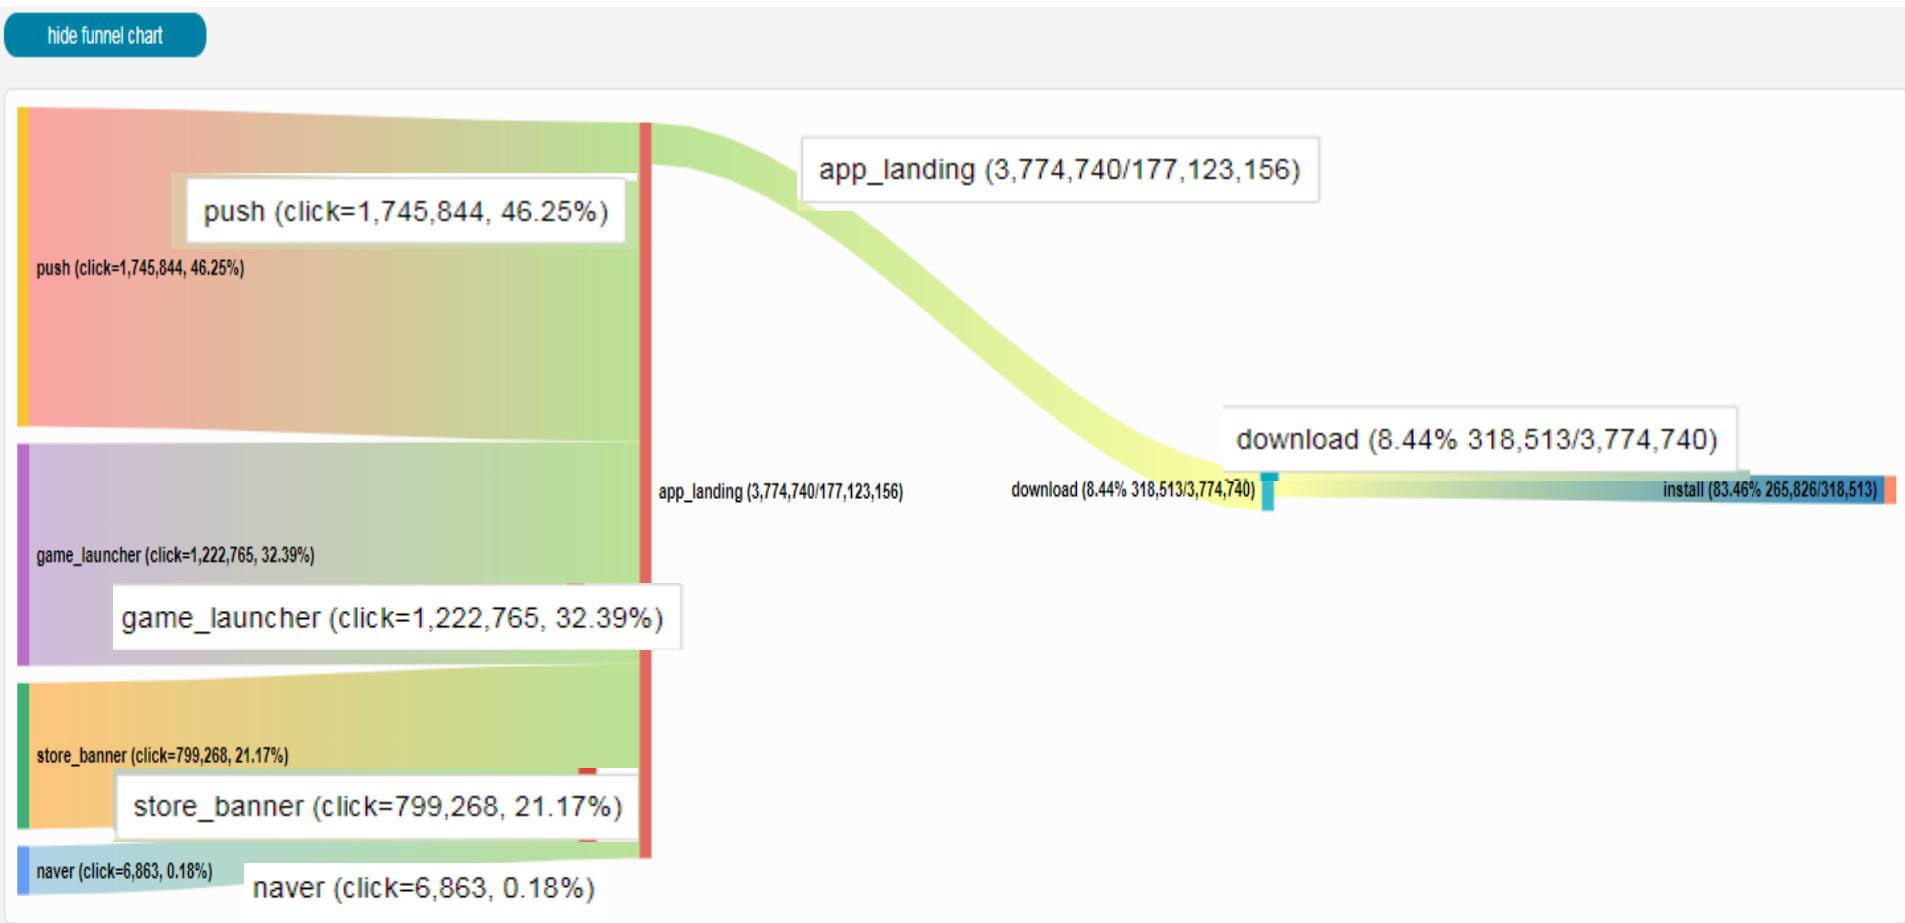 hide funnel chart
app_landing (3,774,740/177,123,156)
push (click=1,745,844, 46.25%)
push (click=1,745,844, 46.25%)
download (8.44% 318,513/3,774,740)
app_landing (3,774,740/177,123,156)
download (8.44% 318,513/3,774,740)
install (83.46% 265,826/318,513)
game_launcher (click=1,222,765, 32.39%)
game_launcher (click=1,222,765, 32.39%)
store_banner (click=799,268, 21.17%)
store_banner (click=799,268, 21.17%)
naver (click=6,863, 0.18%)
naver (click=6,863, 0.18%)